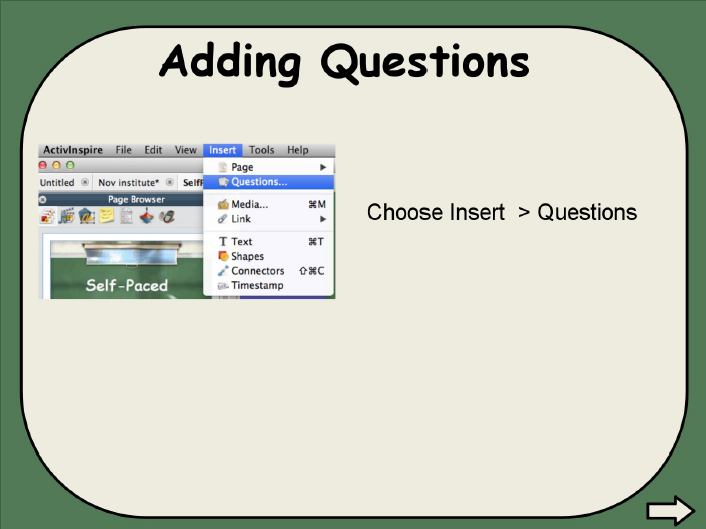 Adding Questions
ActivInspire File Edit View Insert Tools Help
Page
Untitled Nov institute* SelfP
Questions...
Page Browser
Media... ⌘M
Link
Text ⌘T
Shapes
Self-Paced
Connectors ⇧⌘C
Timestamp
Choose Insert > Questions